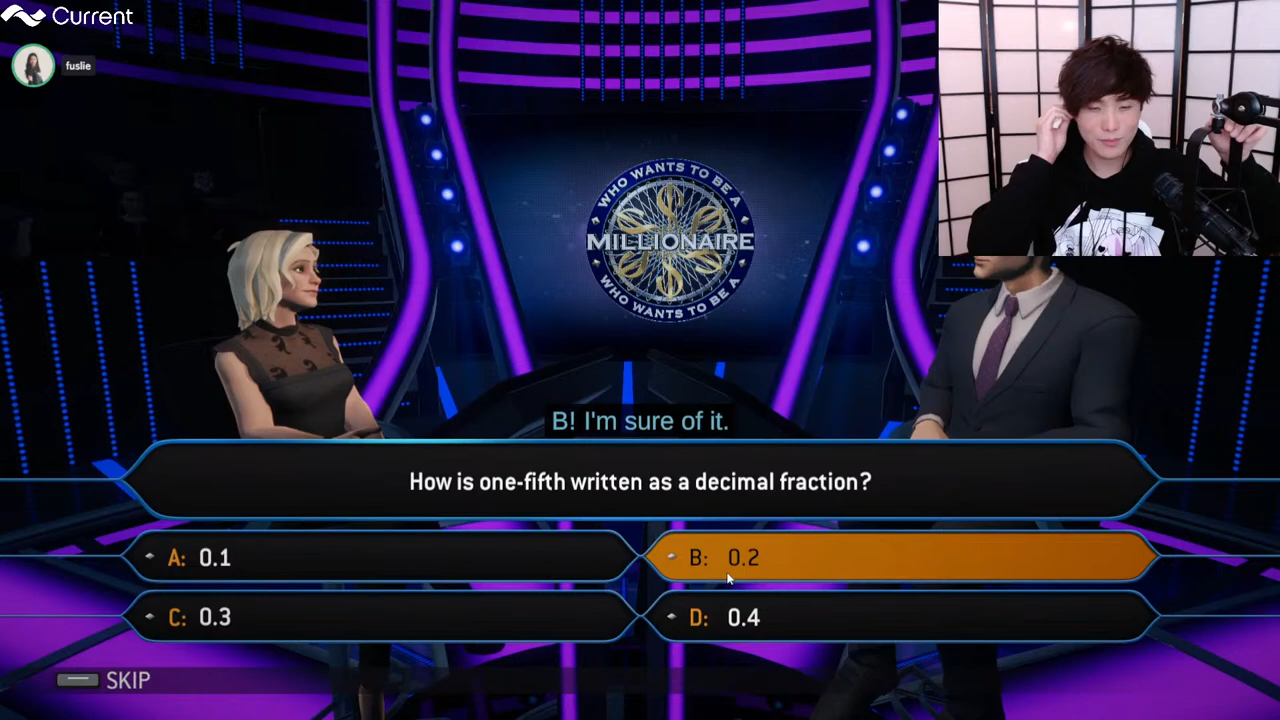 Current
fuslie
WHO WANTS TO BE A
MILLIONAIRE
WHO WANTS TO BE A
B! I'm sure of it.
How is one-fifth written as a decimal fraction?
A: 0.1
B: 0.2
C: 0.3
D: 0.4
SKIP